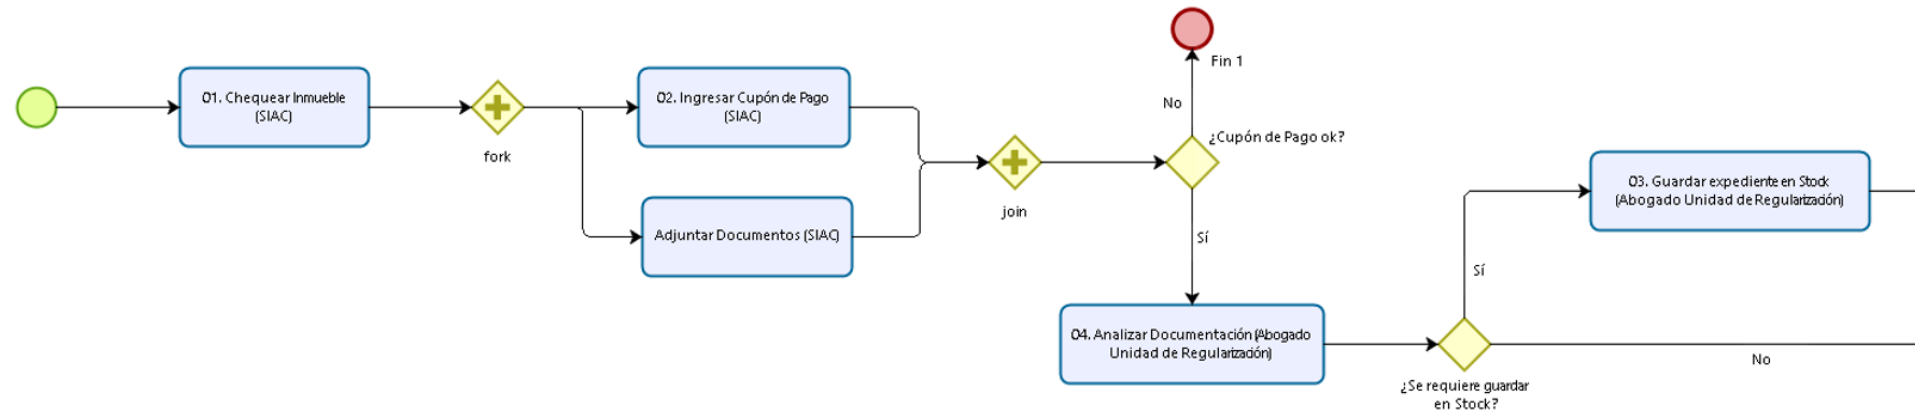 01. Chequear Inmueble
(SIAC)
fork
02. Ingresar Cupón de Pago
(SIAC)
Adjuntar Documentos (SIAC)
join
Fin 1
No
¿Cupón de Pago ok?
Sí
04. Analizar Documentación (Abogado
Unidad de Regularización)
¿Se requiere guardar
en Stock?
Sí
03. Guardar expediente en Stock
(Abogado Unidad de Regularización)
No